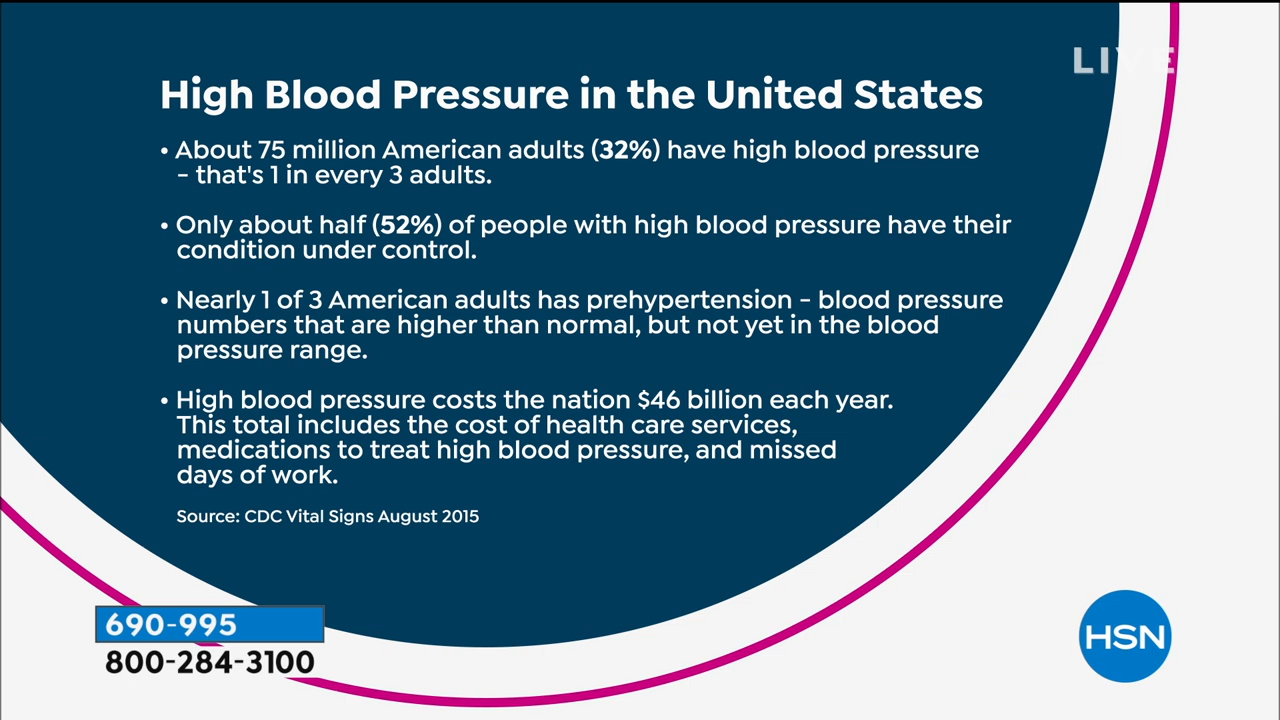 LIVE
High Blood Pressure in the United States
• About 75 million American adults (32%) have high blood pressure
- that's 1 in every 3 adults.
• Only about half (52%) of people with high blood pressure have their
condition under control.
• Nearly 1 of 3 American adults has prehypertension - blood pressure
numbers that are higher than normal, but not yet in the blood
pressure range.
• High blood pressure costs the nation $46 billion each year.
This total includes the cost of health care services,
medications to treat high blood pressure, and missed
days of work.
Source: CDC Vital Signs August 2015
690-995
800-284-3100
HSN